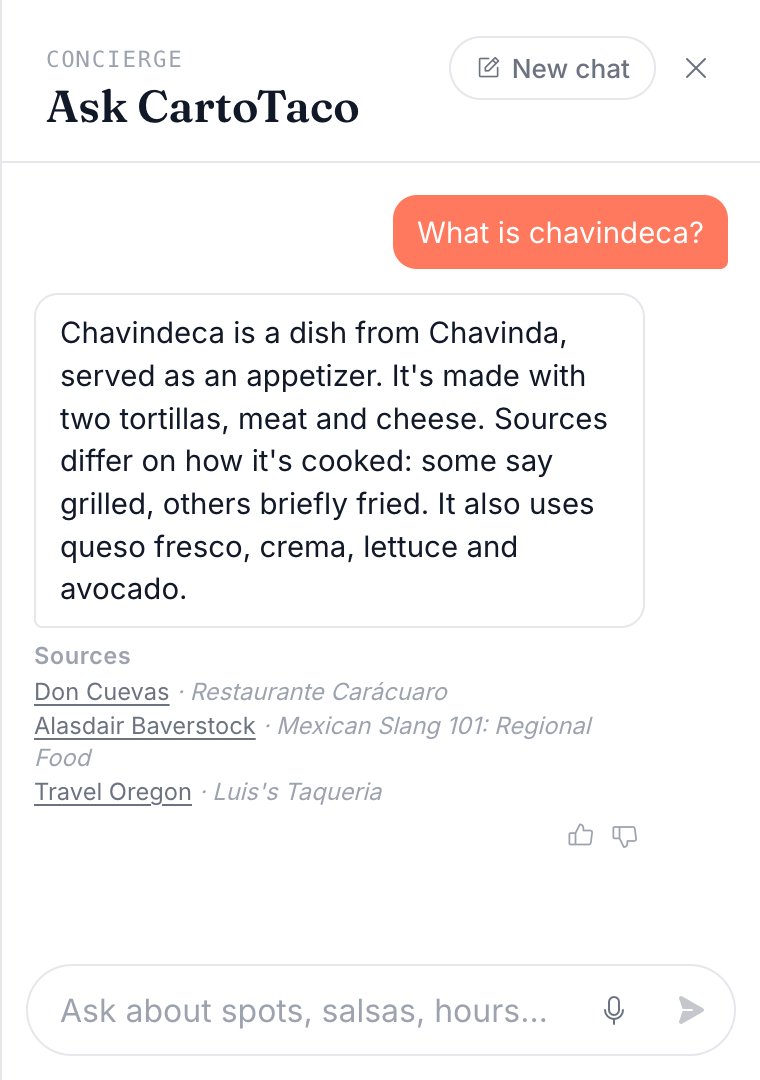 CONCIERGE
Ask CartoTaco
New chat
What is chavindeca?
Chavindeca is a dish from Chavinda,
served as an appetizer. It's made with
two tortillas, meat and cheese. Sources
differ on how it's cooked: some say
grilled, others briefly fried. It also uses
queso fresco, crema, lettuce and
avocado.
Sources
Don Cuevas · Restaurante Carácuaro
Alasdair Baverstock · Mexican Slang 101: Regional
Food
Travel Oregon · Luis's Taqueria
Ask about spots, salsas, hours...